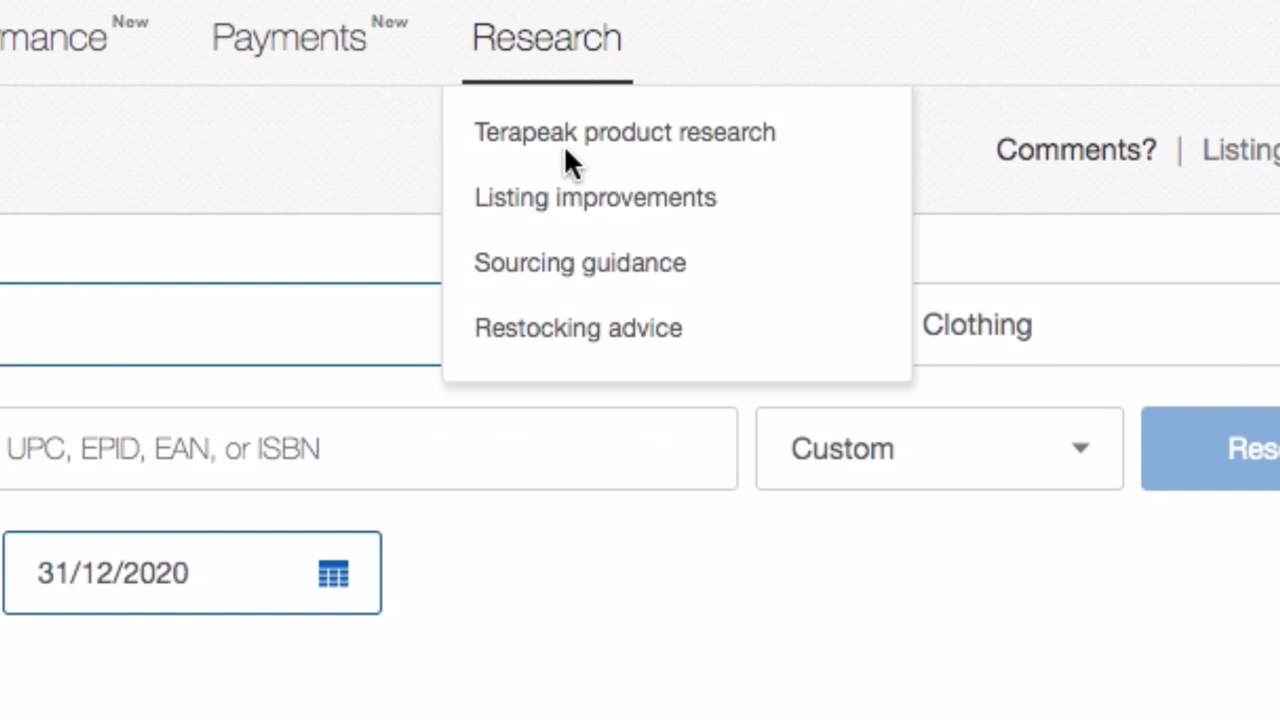 mance New Payments New Research
Terapeak product research
Comments? | Listing
Listing improvements
Sourcing guidance
Restocking advice
Clothing
UPC, EPID, EAN, or ISBN
Custom
Res
31/12/2020